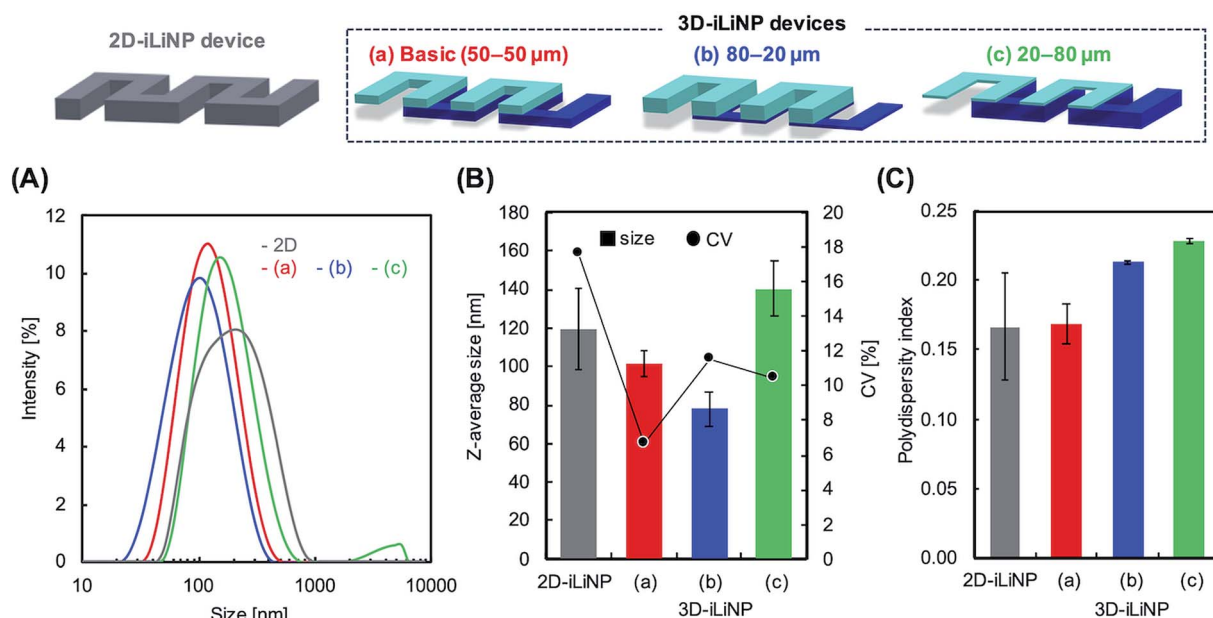 3D-iLiNP devices
2D-iLiNP device
(a) Basic (50–50 μm)
(b) 80–20 μm
(c) 20–80 μm
(A)
12
10
8
6
4
2
0
Intensity [%]
- 2D
- (a) - (b) - (c)
10 100 1000 10000
Size [nm]
(B)
180
160
140
120
100
80
60
40
20
0
Z-average size [nm]
size CV
20
18
16
14
12
10
8
6
4
2
0
CV [%]
2D-iLiNP (a) (b) (c)
3D-iLiNP
(C)
0.25
0.20
0.15
0.10
0.05
0.00
Polydispersity index
2D-iLiNP (a) (b) (c)
3D-iLiNP